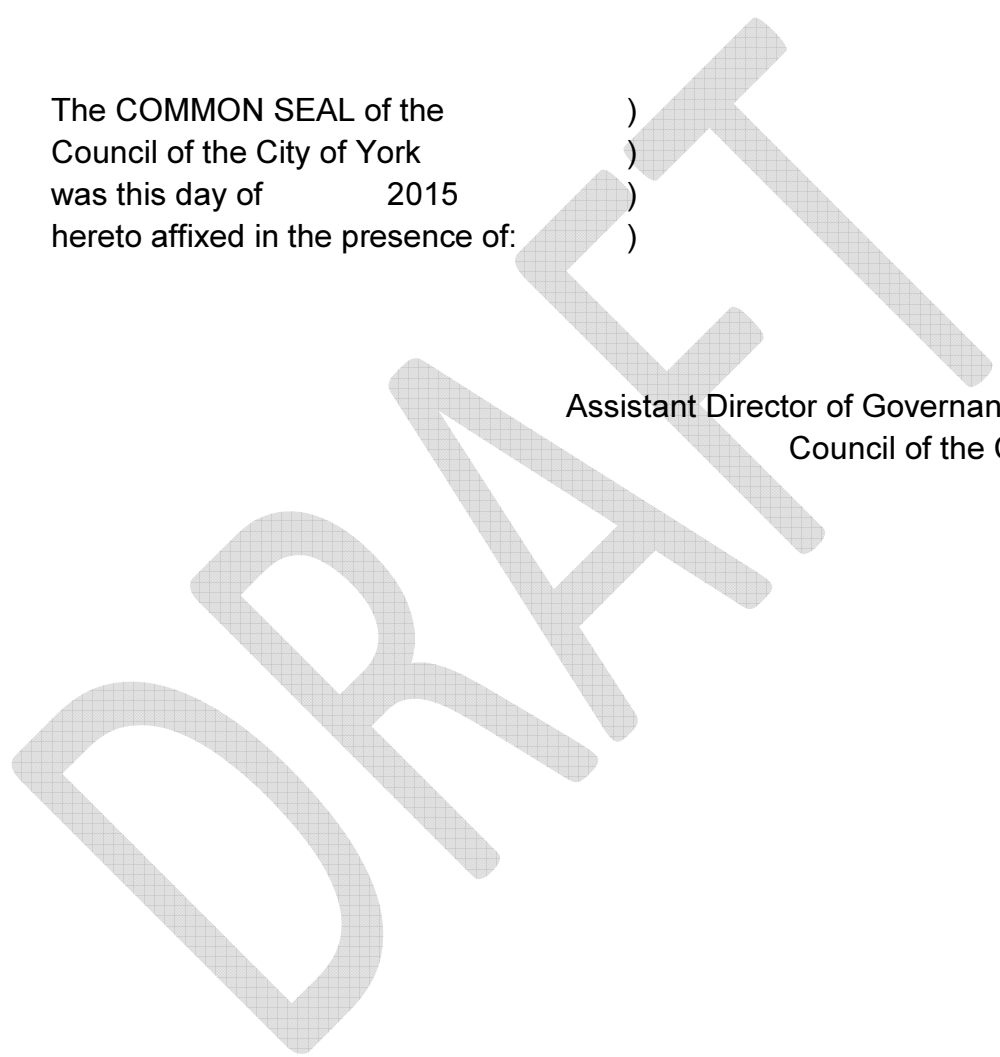 The COMMON SEAL of the )
Council of the City of York )
was this day of 2015 )
hereto affixed in the presence of: )
Assistant Director of
Council of the
DRAFT